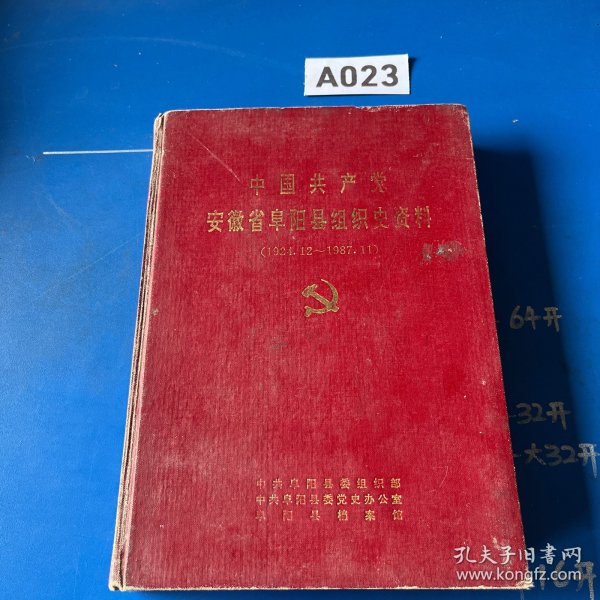 A023
中国共产党
安徽省阜阳县组织史资料
(1924.12～1987.11)
64开
32开
大32开
中共阜阳县委组织部
中共阜阳县委党史办公室
阜阳县档案馆
16开
孔夫子旧书网
www.kongfz.com